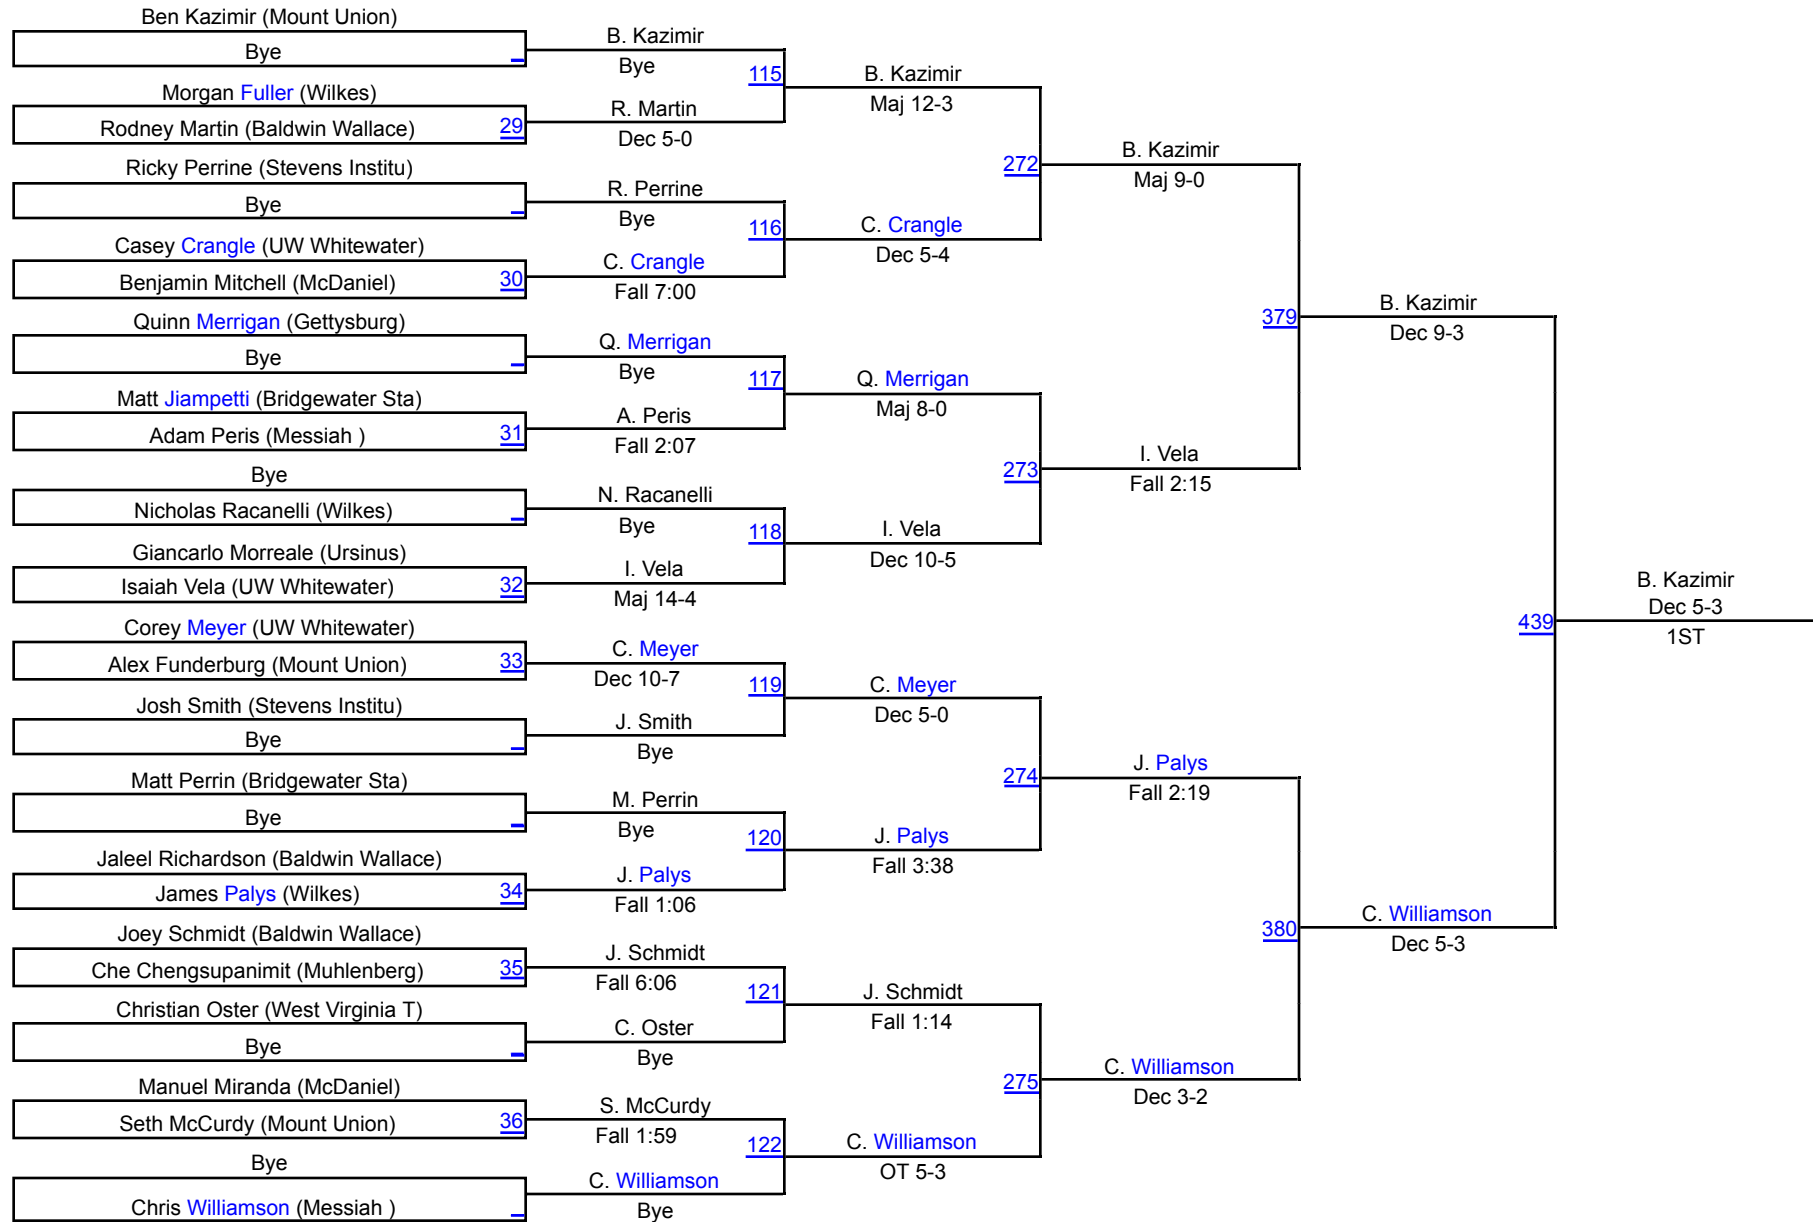 Ben Kazimir (Mount Union)
Bye
Morgan Fuller (Wilkes)
Rodney Martin (Baldwin Wallace) 29
Ricky Perrine (Stevens Institu)
Bye
Casey Crangle (UW Whitewater)
Benjamin Mitchell (McDaniel) 30
Quinn Merrigan (Gettysburg)
Bye
Matt Jiampetti (Bridgewater Sta)
Adam Peris (Messiah ) 31
Bye
Nicholas Racanelli (Wilkes)
Giancarlo Morreale (Ursinus)
Isaiah Vela (UW Whitewater) 32
Corey Meyer (UW Whitewater)
Alex Funderburg (Mount Union) 33
Josh Smith (Stevens Institu)
Bye
Matt Perrin (Bridgewater Sta)
Bye
Jaleel Richardson (Baldwin Wallace)
James Palys (Wilkes) 34
Joey Schmidt (Baldwin Wallace)
Che Chengsupanimit (Muhlenberg) 35
Christian Oster (West Virginia T)
Bye
Manuel Miranda (McDaniel)
Seth McCurdy (Mount Union) 36
Bye
Chris Williamson (Messiah )
B. Kazimir
Bye
115
R. Martin
Dec 5-0
R. Perrine
Bye
116
C. Crangle
Fall 7:00
Q. Merrigan
Bye
117
A. Peris
Fall 2:07
N. Racanelli
Bye
118
I. Vela
Maj 14-4
C. Meyer
Dec 10-7
119
J. Smith
Bye
M. Perrin
Bye
120
J. Palys
Fall 1:06
J. Schmidt
Fall 6:06
121
C. Oster
Bye
S. McCurdy
Fall 1:59
122
C. Williamson
Bye
B. Kazimir
Maj 12-3
272
C. Crangle
Dec 5-4
Q. Merrigan
Maj 8-0
273
I. Vela
Dec 10-5
C. Meyer
Dec 5-0
274
J. Palys
Fall 3:38
J. Schmidt
Fall 1:14
275
C. Williamson
OT 5-3
B. Kazimir
Maj 9-0
379
I. Vela
Fall 2:15
J. Palys
Fall 2:19
380
C. Williamson
Dec 3-2
B. Kazimir
Dec 9-3
439
C. Williamson
Dec 5-3
B. Kazimir
Dec 5-3
1ST